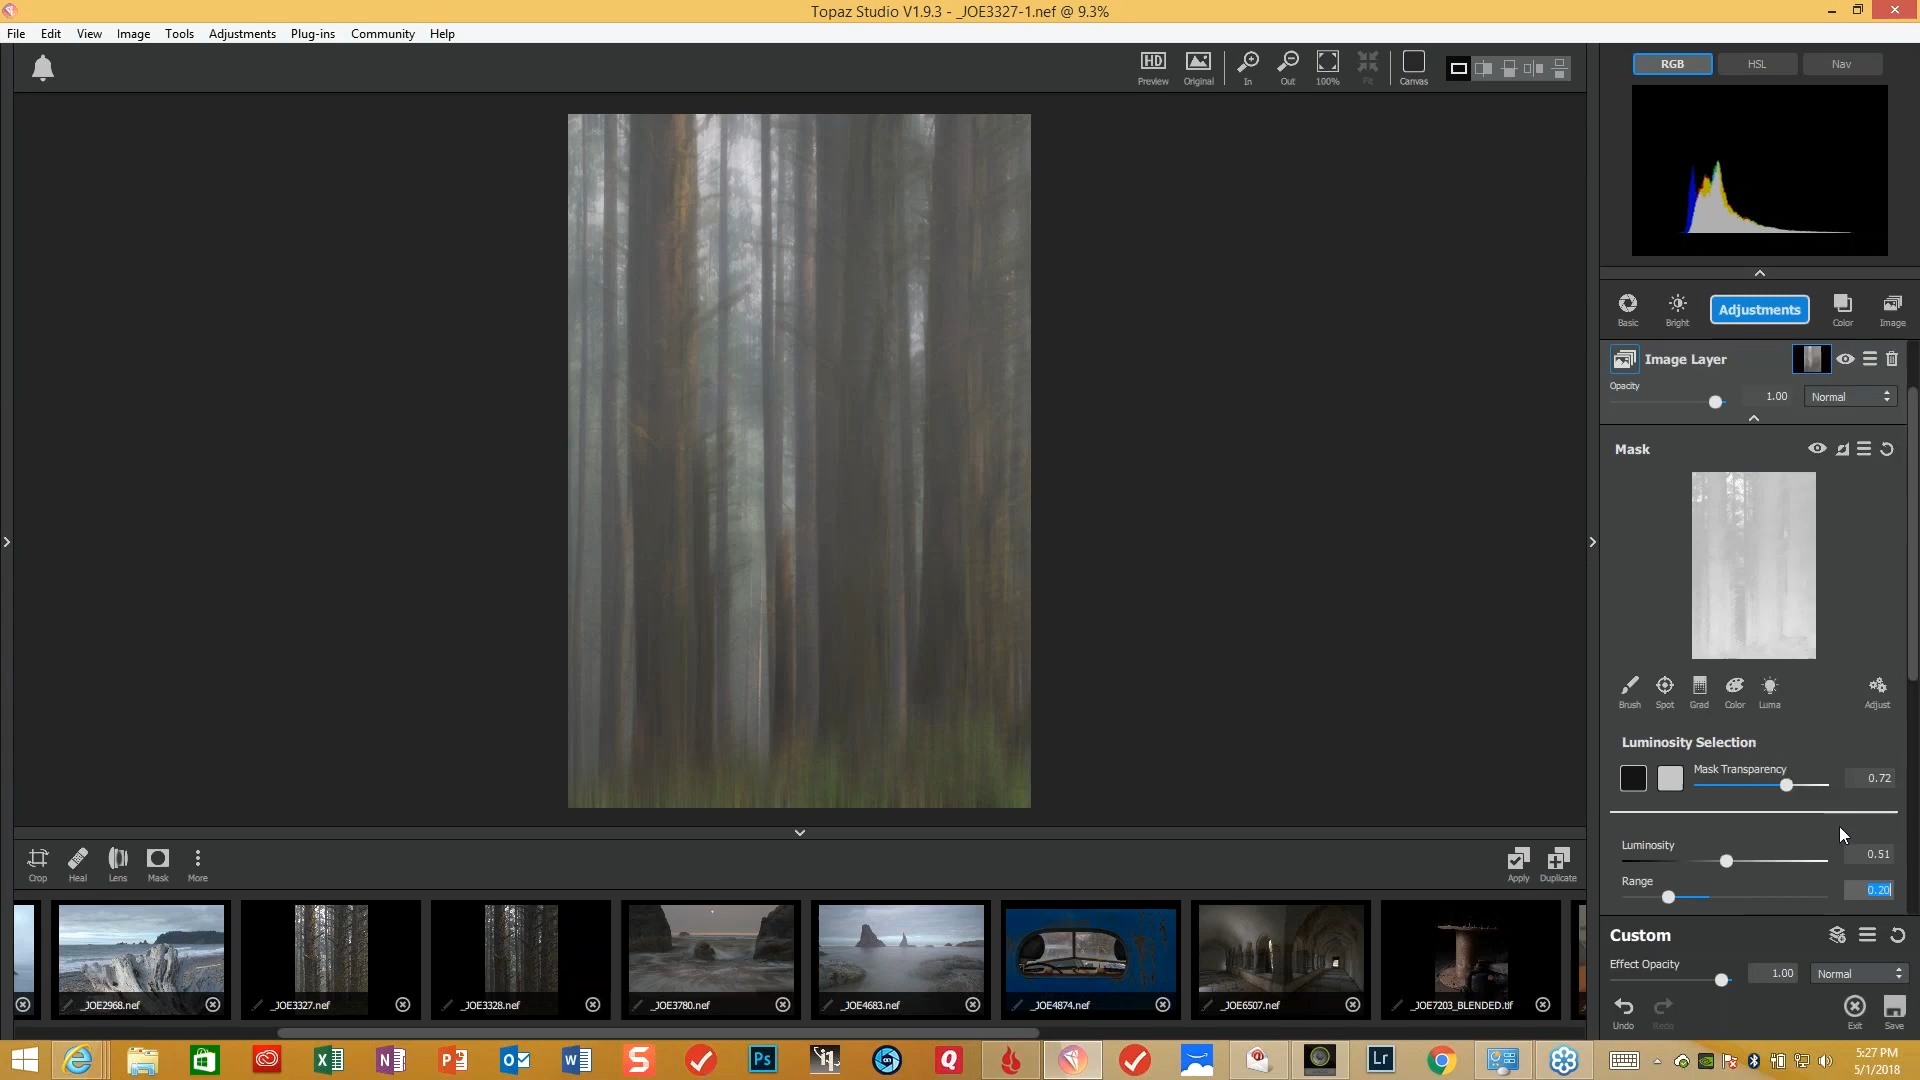 Topaz Studio V1.9.3 - _JOE3327-1.nef @ 9.3%
File Edit View Image Tools Adjustments Plug-ins Community Help
HD
Preview Original In Out 100% Fit Canvas
RGB HSL Nav
Basic Bright Adjustments Color Image
Image Layer
Opacity 1.00 Normal
Mask
Brush Spot Grad Color Luma Adjust
Luminosity Selection
Mask Transparency 0.72
Luminosity 0.51
Range 0.20
Crop Heal Lens Mask More Apply Duplicate
_JOE2968.nef _JOE3327.nef _JOE3328.nef _JOE3780.nef _JOE4683.nef _JOE4874.nef _JOE6507.nef _JOE7203_BLENDED.tif
Custom
Effect Opacity 1.00 Normal
Undo Redo Exit Save
Ps Lr
5:27 PM
5/1/2018